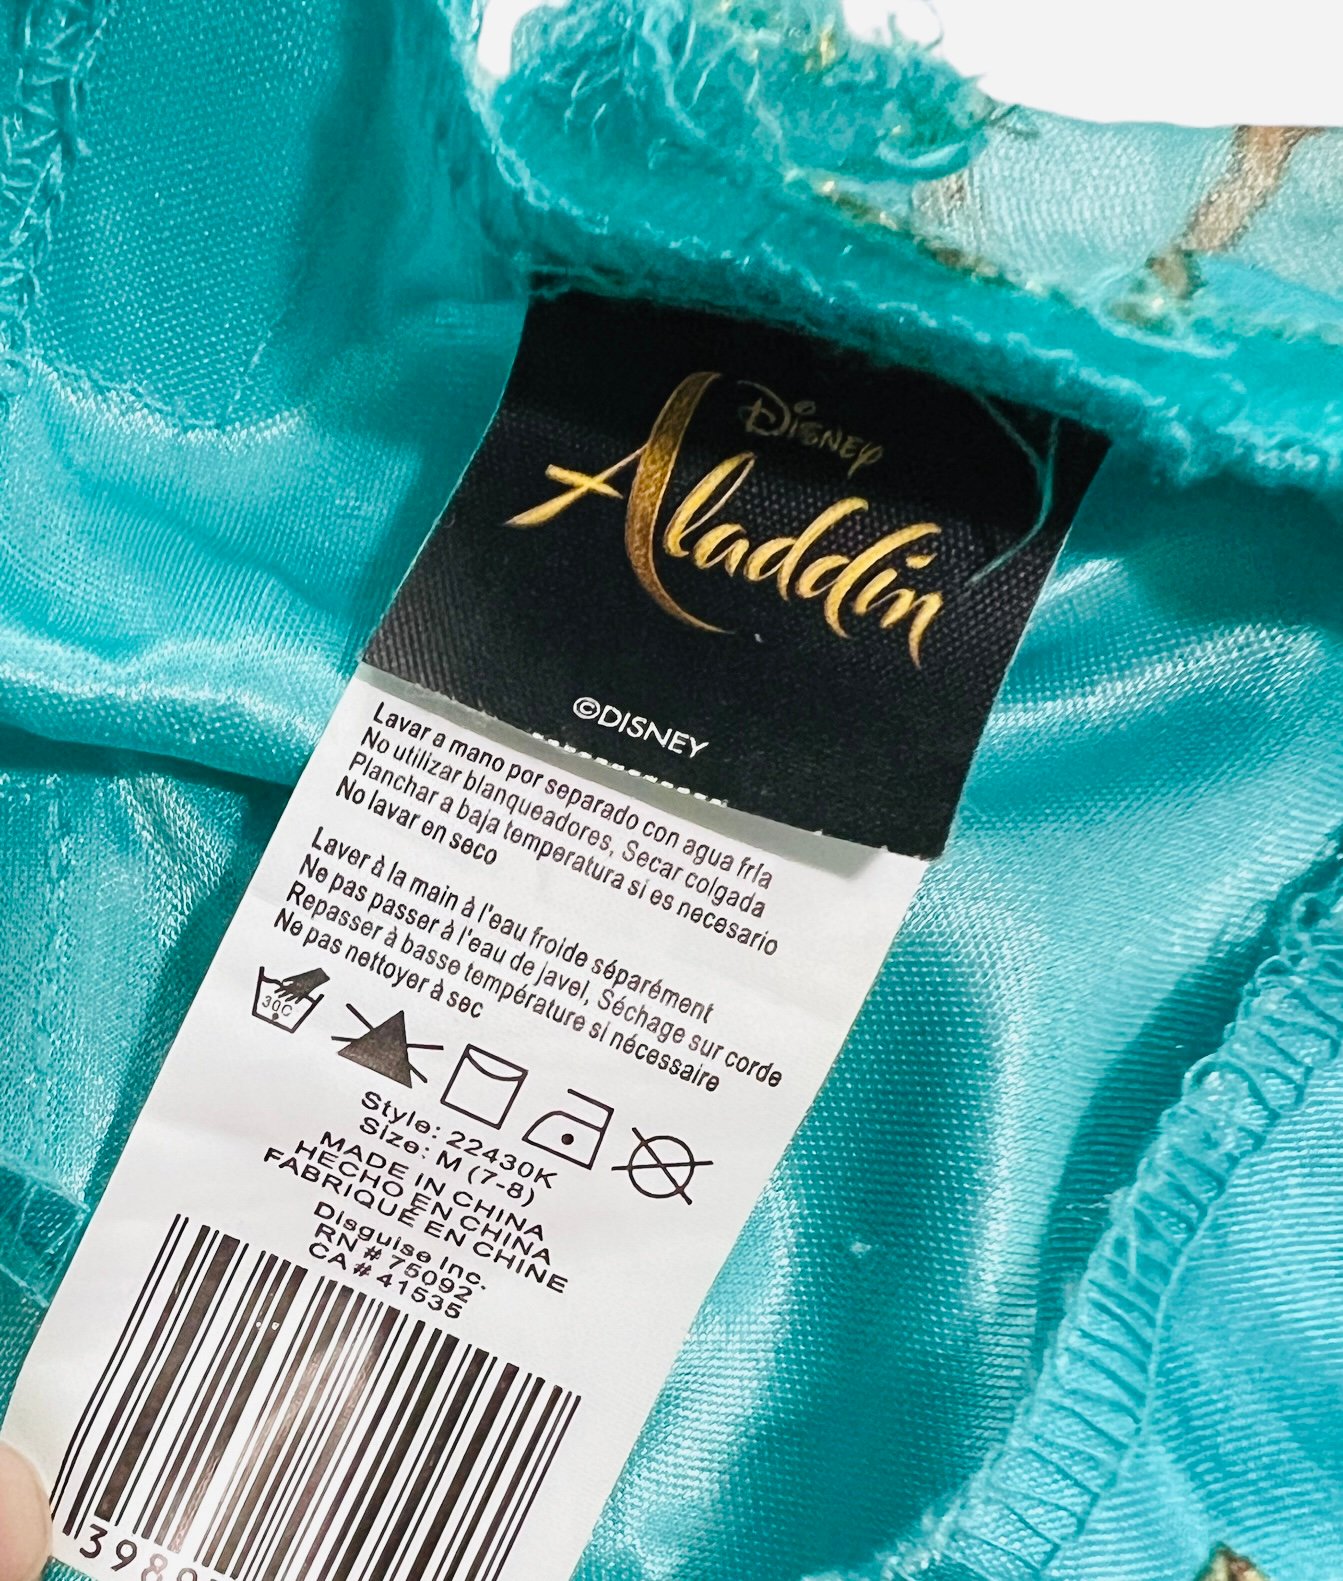 Disney
Aladdin
©DISNEY
Lavar a mano por separado con agua fría
No utilizar blanqueadores, Secar colgada
Planchar a baja temperatura si es necesario
No lavar en seco
Laver à la main à l'eau froide séparément
Ne pas passer à l'eau de javel, Séchage sur corde
Repasser à basse température si nécessaire
Ne pas nettoyer à sec
30C
Style: 22430K
Size: M (7-8)
MADE IN CHINA
HECHO EN CHINA
FABRIQUÉ EN CHINE
Disguise Inc.
RN # 75092
CA # 41535